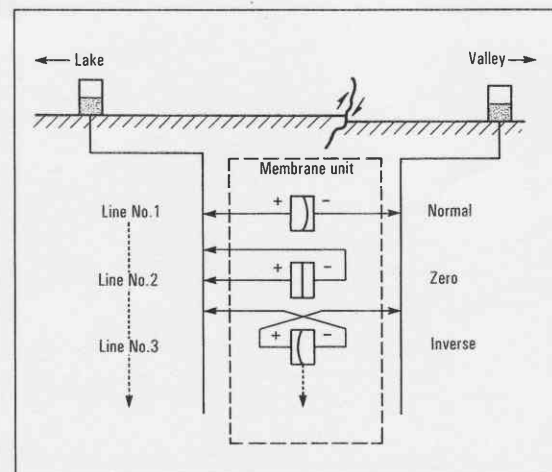 Lake
Valley
Membrane unit
Line No.1
+
−
Normal
Line No.2
+
−
Zero
Line No.3
+
−
Inverse